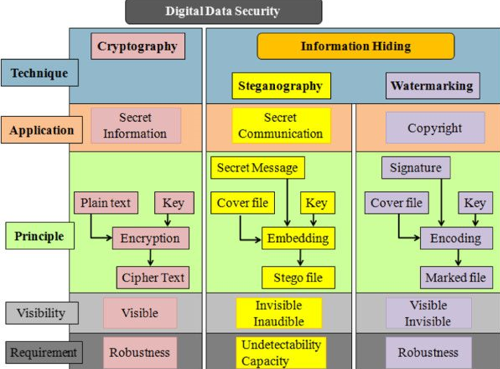 Digital Data Security
Cryptography
Information Hiding
Technique
Steganography
Watermarking
Application
Secret
Information
Secret
Communication
Copyright
Principle
Plain text
Key
Encryption
Cipher Text
Secret Message
Cover file
Key
Embedding
Stego file
Signature
Cover file
Key
Encoding
Marked file
Visibility
Visible
Invisible
Inaudible
Visible
Invisible
Requirement
Robustness
Undetectability
Capacity
Robustness